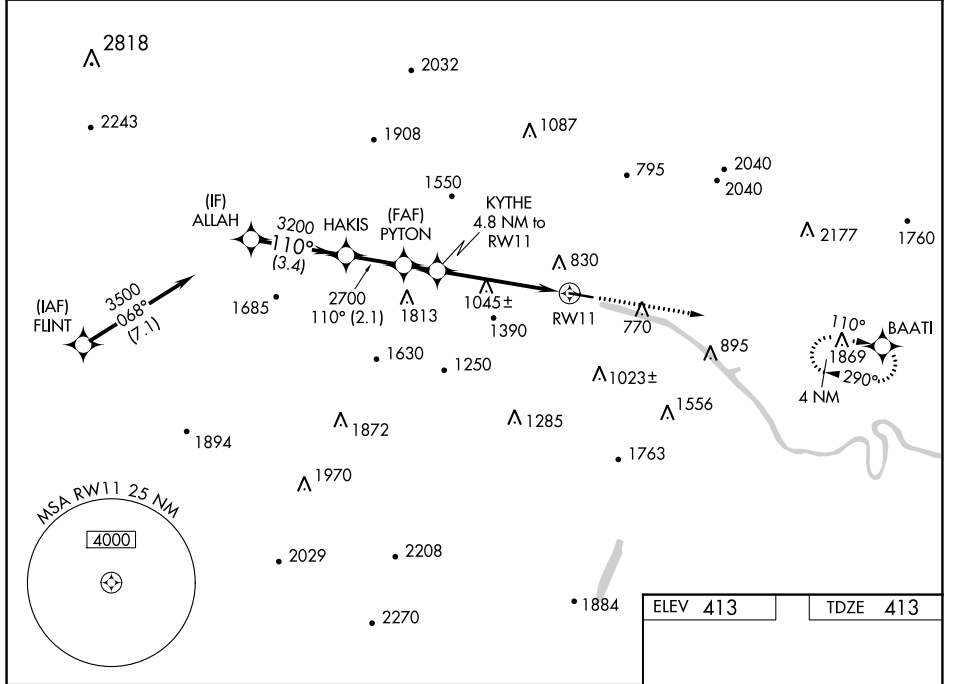 2818
2032
2243
1908
1087
795
2040
2040
1550
(IF)
ALLAH
3200
110°
(3.4)
HAKIS
(FAF)
PYTON
KYTHE
4.8 NM to
RW11
2177
1760
830
3500
068°
(7.1)
(IAF)
FLINT
1685
2700
110° (2.1)
1813
1045±
1390
RW11
770
110°
BAATI
1869
290°
4 NM
895
1630
1250
1023±
1556
1872
1285
1894
1763
1970
MSA RW11 25 NM
4000
2029
2208
1884
2270
ELEV 413
TDZE 413